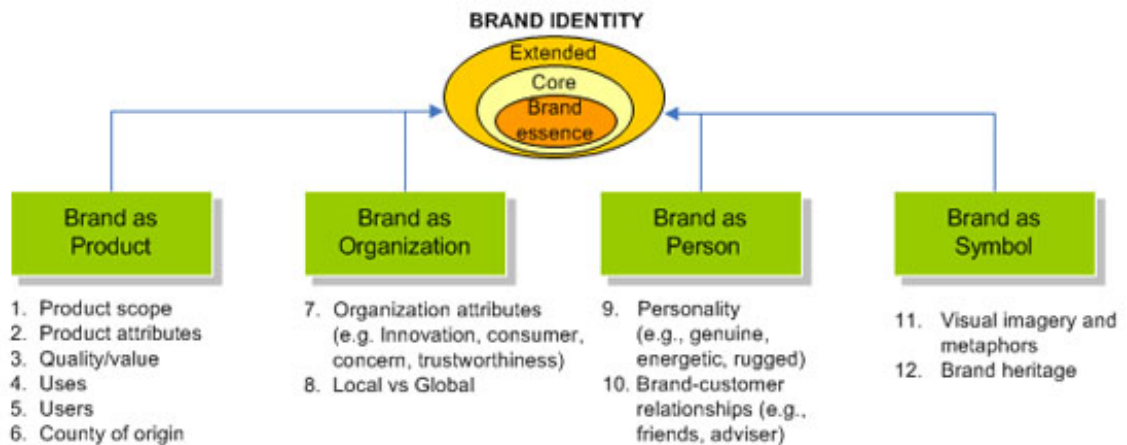 BRAND IDENTITY
Extended
Core
Brand
essence
Brand as
Product
Brand as
Organization
Brand as
Person
Brand as
Symbol
1. Product scope
2. Product attributes
3. Quality/value
4. Uses
5. Users
6. County of origin
7. Organization attributes
(e.g. Innovation, consumer,
concern, trustworthiness)
8. Local vs Global
9. Personality
(e.g., genuine,
energetic, rugged)
10. Brand-customer
relationships (e.g.,
friends, adviser)
11. Visual imagery and
metaphors
12. Brand heritage